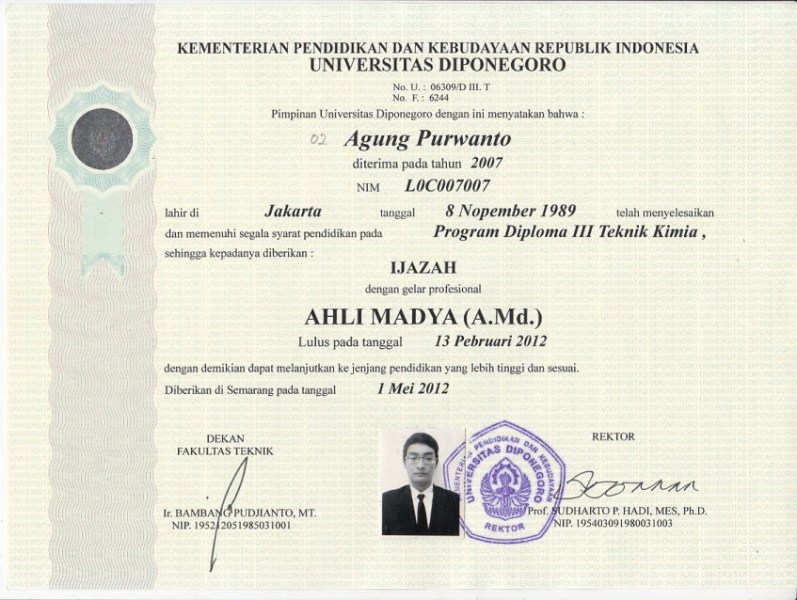 KEMENTERIAN PENDIDIKAN DAN KEBUDAYAAN REPUBLIK INDONESIA
UNIVERSITAS DIPONEGORO
No. U. : 06309/D III. T
No. F. : 6244
Pimpinan Universitas Diponegoro dengan ini menyatakan bahwa :
02 Agung Purwanto
diterima pada tahun 2007
NIM L0C007007
lahir di Jakarta tanggal 8 Nopember 1989 telah menyelesaikan
dan memenuhi segala syarat pendidikan pada Program Diploma III Teknik Kimia ,
sehingga kepadanya diberikan :
IJAZAH
dengan gelar profesional
AHLI MADYA (A.Md.)
Lulus pada tanggal 13 Pebruari 2012
dengan demikian dapat melanjutkan ke jenjang pendidikan yang lebih tinggi dan sesuai.
Diberikan di Semarang pada tanggal 1 Mei 2012
DEKAN
FAKULTAS TEKNIK
Ir. BAMBANG PUDJIANTO, MT.
NIP. 195212051985031001
KEMENTERIAN PENDIDIKAN DAN KEBUDAYAAN
UNIVERSITAS DIPONEGORO
REKTOR
REKTOR
Prof. SUDHARTO P. HADI, MES, Ph.D.
NIP. 195403091980031003